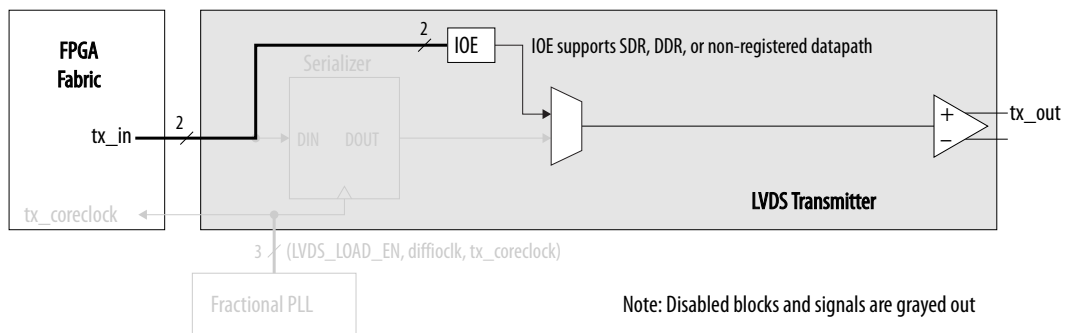 FPGA
Fabric
2
IOE
IOE supports SDR, DDR, or non-registered datapath
Serializer
tx_in
2
DIN
DOUT
+
−
tx_out
tx_coreclock
LVDS Transmitter
3
(LVDS_LOAD_EN, diffioclk, tx_coreclock)
Fractional PLL
Note: Disabled blocks and signals are grayed out